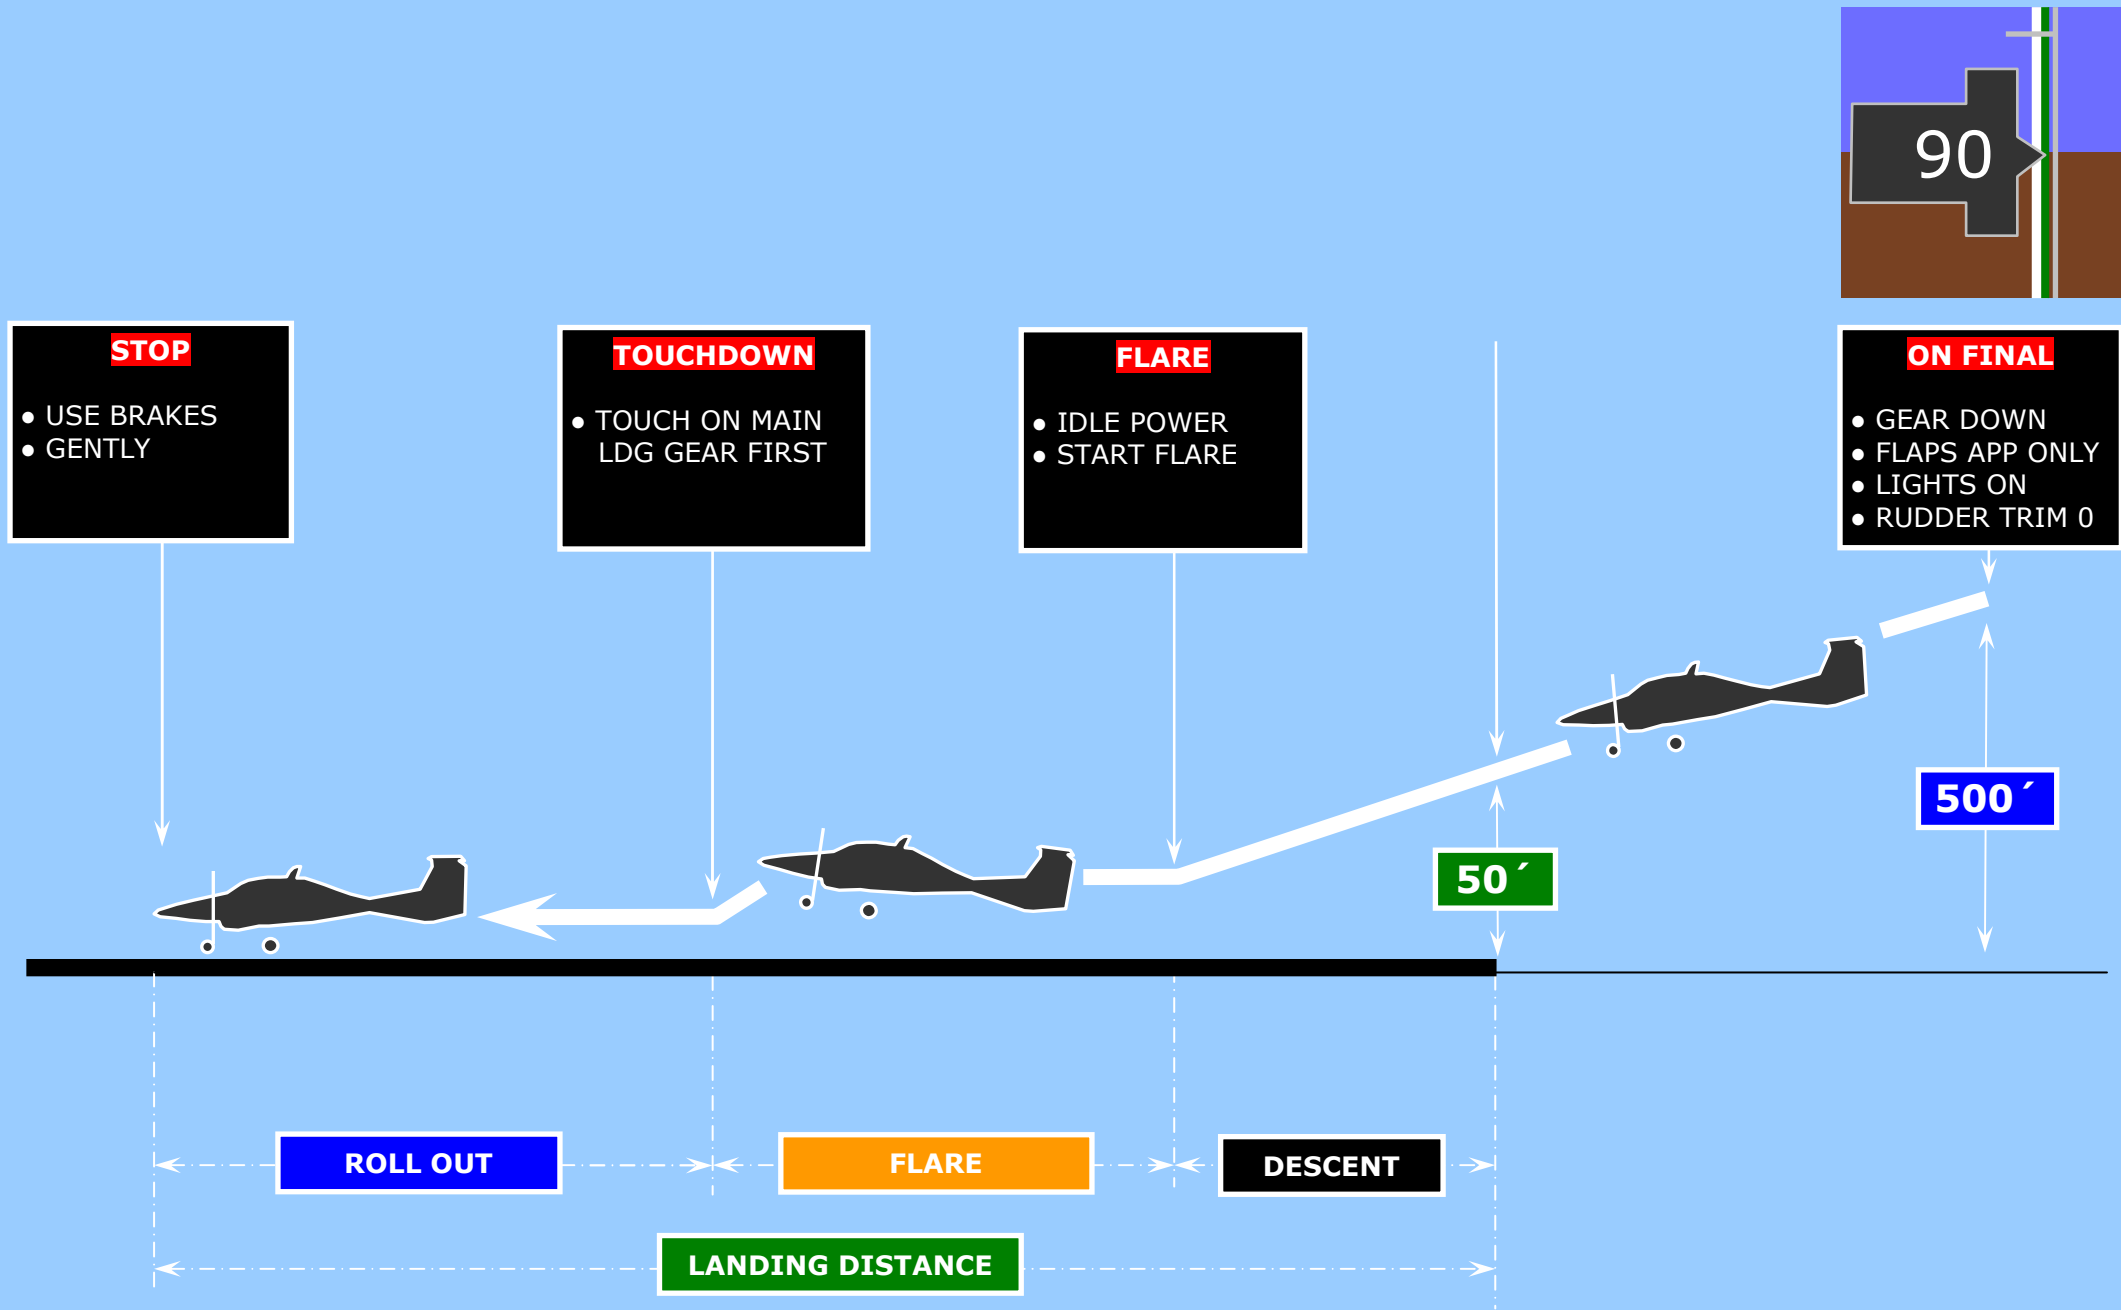 90
STOP
● USE BRAKES
● GENTLY
TOUCHDOWN
● TOUCH ON MAIN
LDG GEAR FIRST
FLARE
● IDLE POWER
● START FLARE
ON FINAL
● GEAR DOWN
● FLAPS APP ONLY
● LIGHTS ON
● RUDDER TRIM 0
500´
50´
ROLL OUT
FLARE
DESCENT
LANDING DISTANCE